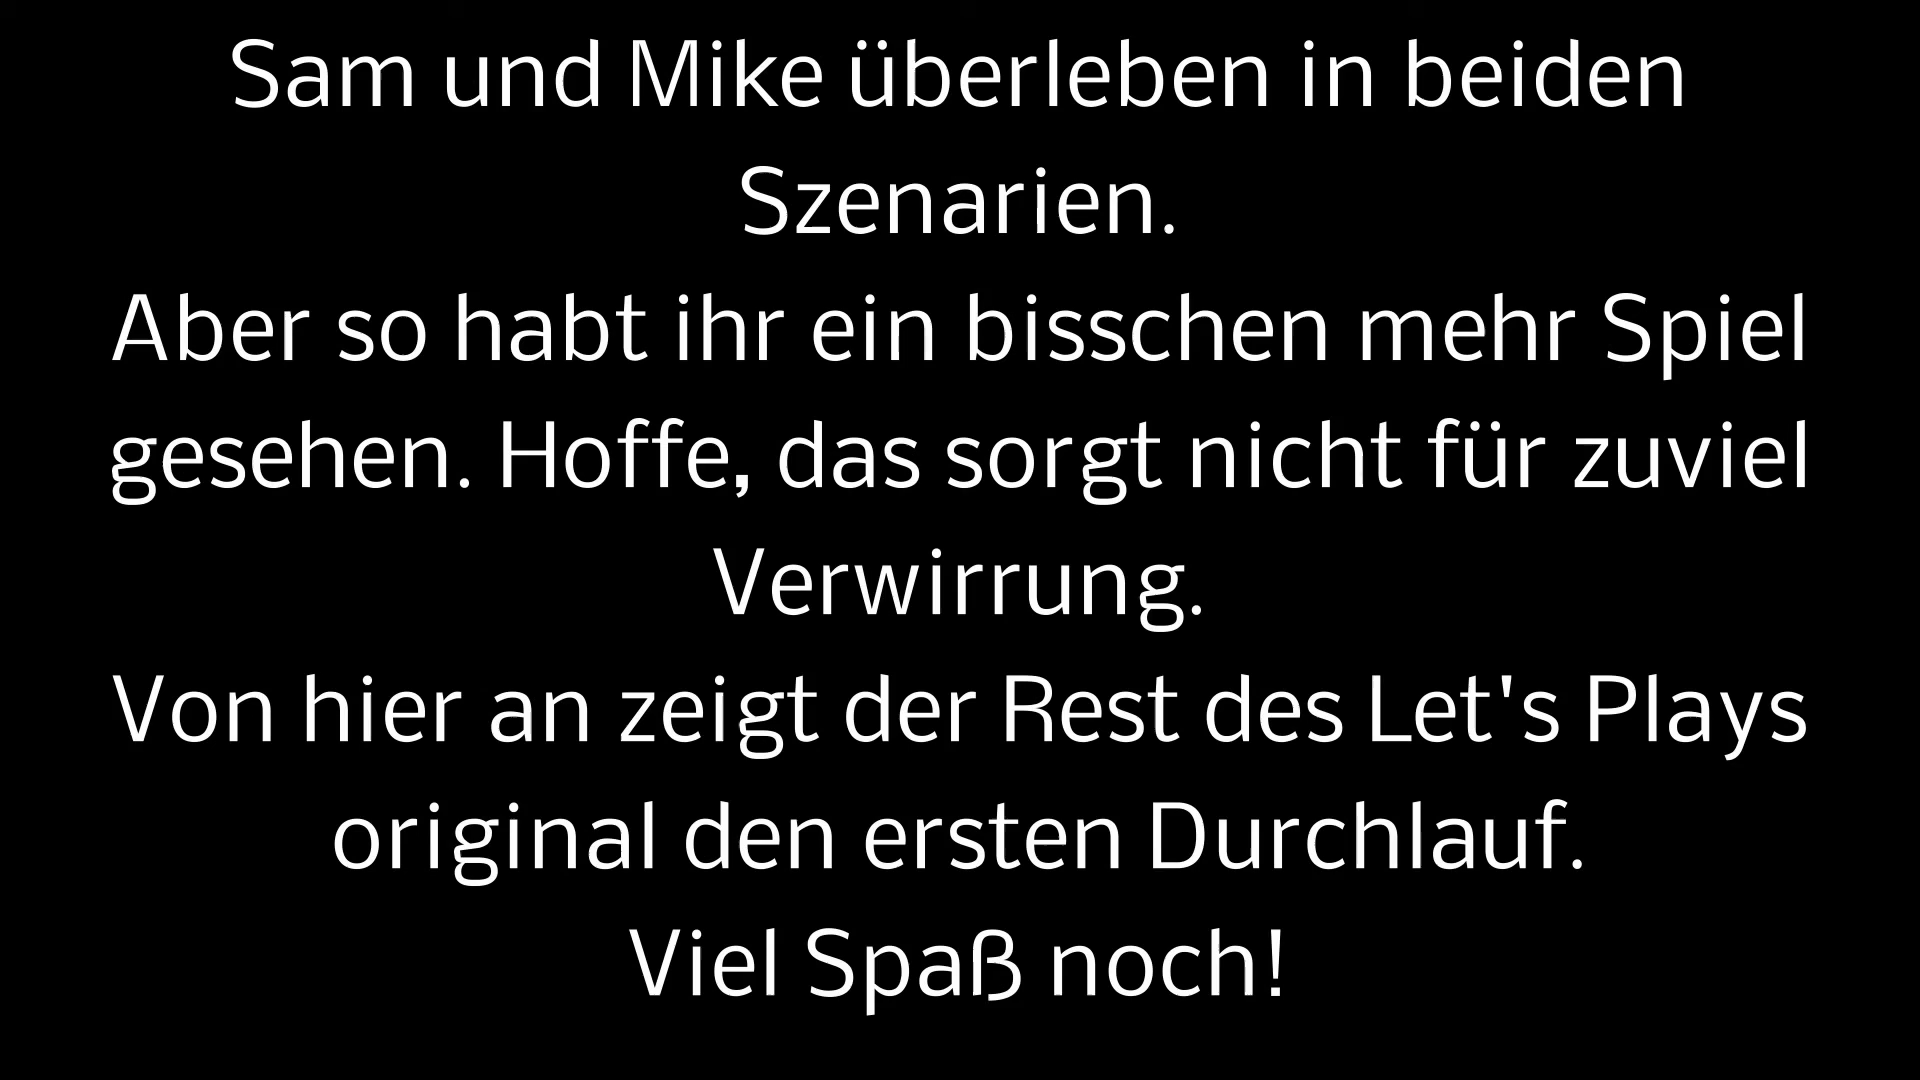 Sam und Mike überleben in beiden
Szenarien.
Aber so habt ihr ein bisschen mehr Spiel
gesehen. Hoffe, das sorgt nicht für zuviel
Verwirrung.
Von hier an zeigt der Rest des Let's Plays
original den ersten Durchlauf.
Viel Spaß noch!